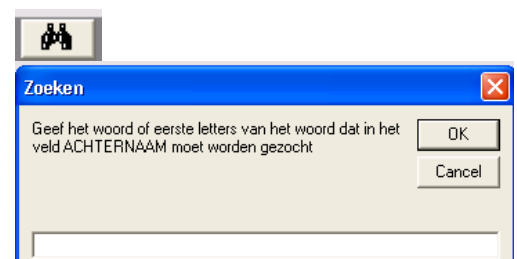 Zoeken
Geef het woord of eerste letters van het woord dat in het
veld ACHTERNAAM moet worden gezocht
OK
Cancel